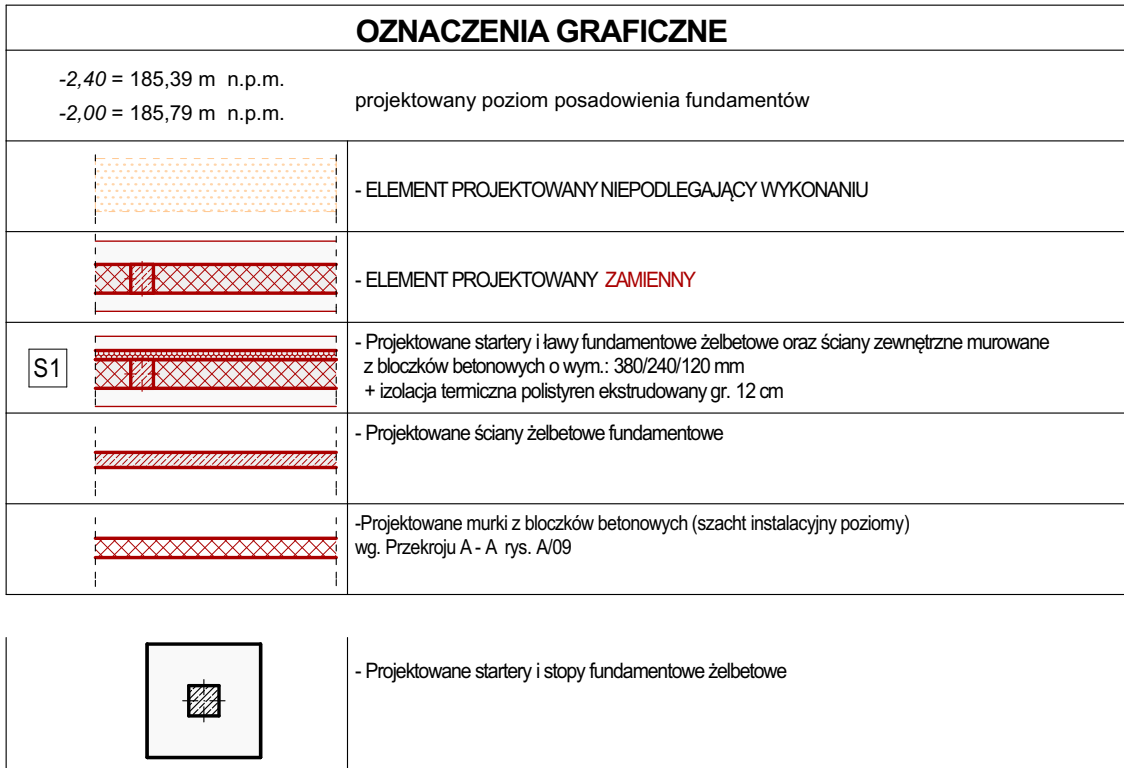 OZNACZENIA GRAFICZNE
-2,40 = 185,39 m n.p.m.
-2,00 = 185,79 m n.p.m.
projektowany poziom posadowienia fundamentów
- ELEMENT PROJEKTOWANY NIEPODLEGAJĄCY WYKONANIU
- ELEMENT PROJEKTOWANY ZAMIENNY
S1
- Projektowane startery i ławy fundamentowe żelbetowe oraz ściany zewnętrzne murowane
z bloczków betonowych o wym.: 380/240/120 mm
+ izolacja termiczna polistyren ekstrudowany gr. 12 cm
- Projektowane ściany żelbetowe fundamentowe
-Projektowane murki z bloczków betonowych (szacht instalacyjny poziomy)
wg. Przekroju A - A rys. A/09
- Projektowane startery i stopy fundamentowe żelbetowe